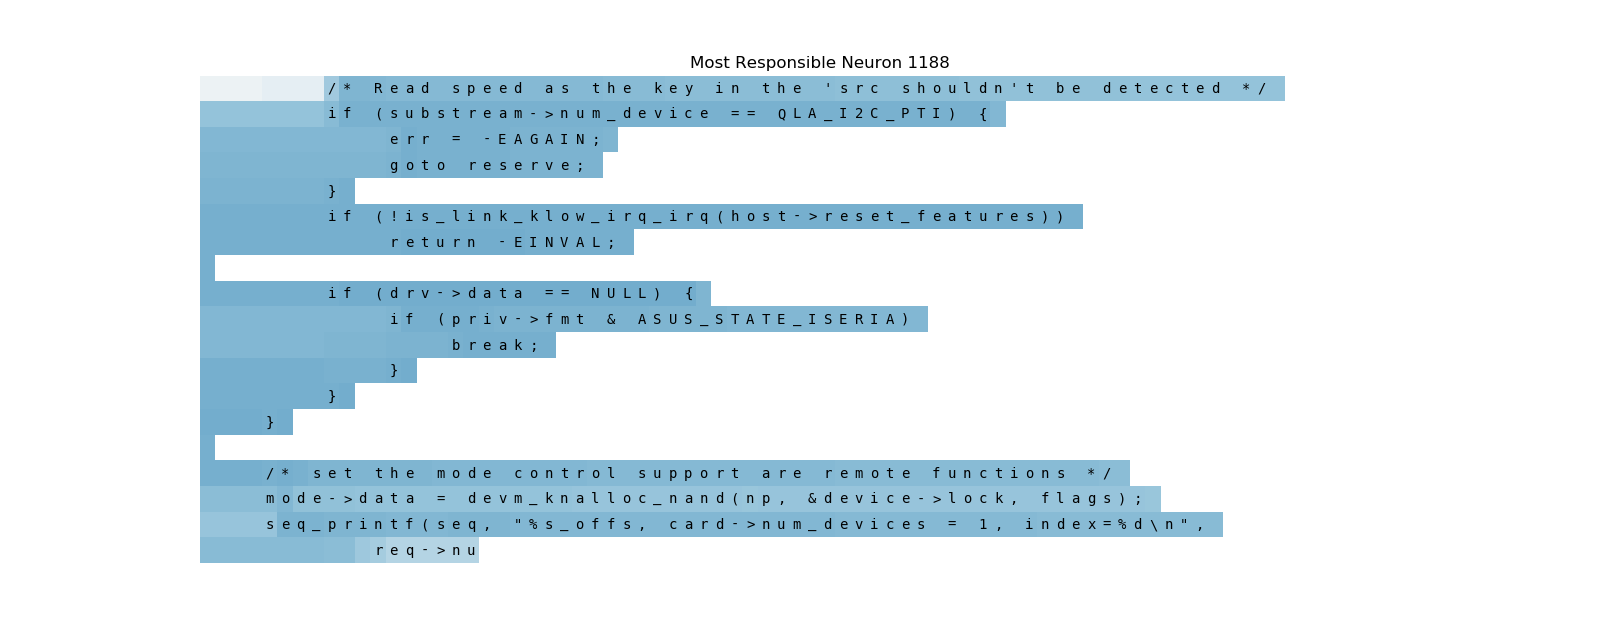 Most Responsible Neuron 1188
/* Read speed as the key in the 'src shouldn't be detected */
if (substream->num_device == QLA_I2C_PTI) {
err = -EAGAIN;
goto reserve;
}
if (!is_link_klow_irq_irq(host->reset_features))
return -EINVAL;
if (drv->data == NULL) {
if (priv->fmt & ASUS_STATE_ISERIA)
break;
}
}
}
/* set the mode control support are remote functions */
mode->data = devm_knalloc_nand(np, &device->lock, flags);
seq_printf(seq, "%s_offs, card->num_devices = 1, index=%d\n",
req->nu